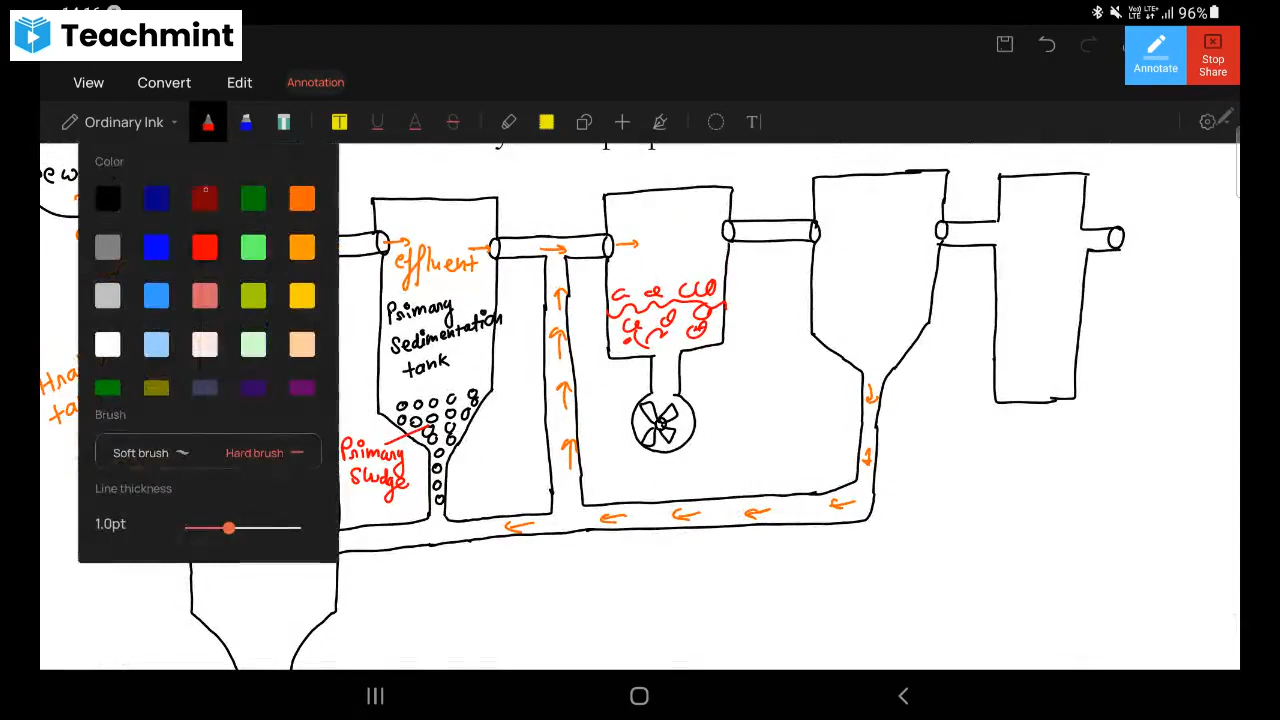 96%
Teachmint
Annotate
Stop
Share
View Convert Edit Annotation
Ordinary Ink
Color
Brush
Soft brush Hard brush
Line thickness
1.0pt
effluent
Primary
Sedimentation
tank
Primary
Sludge